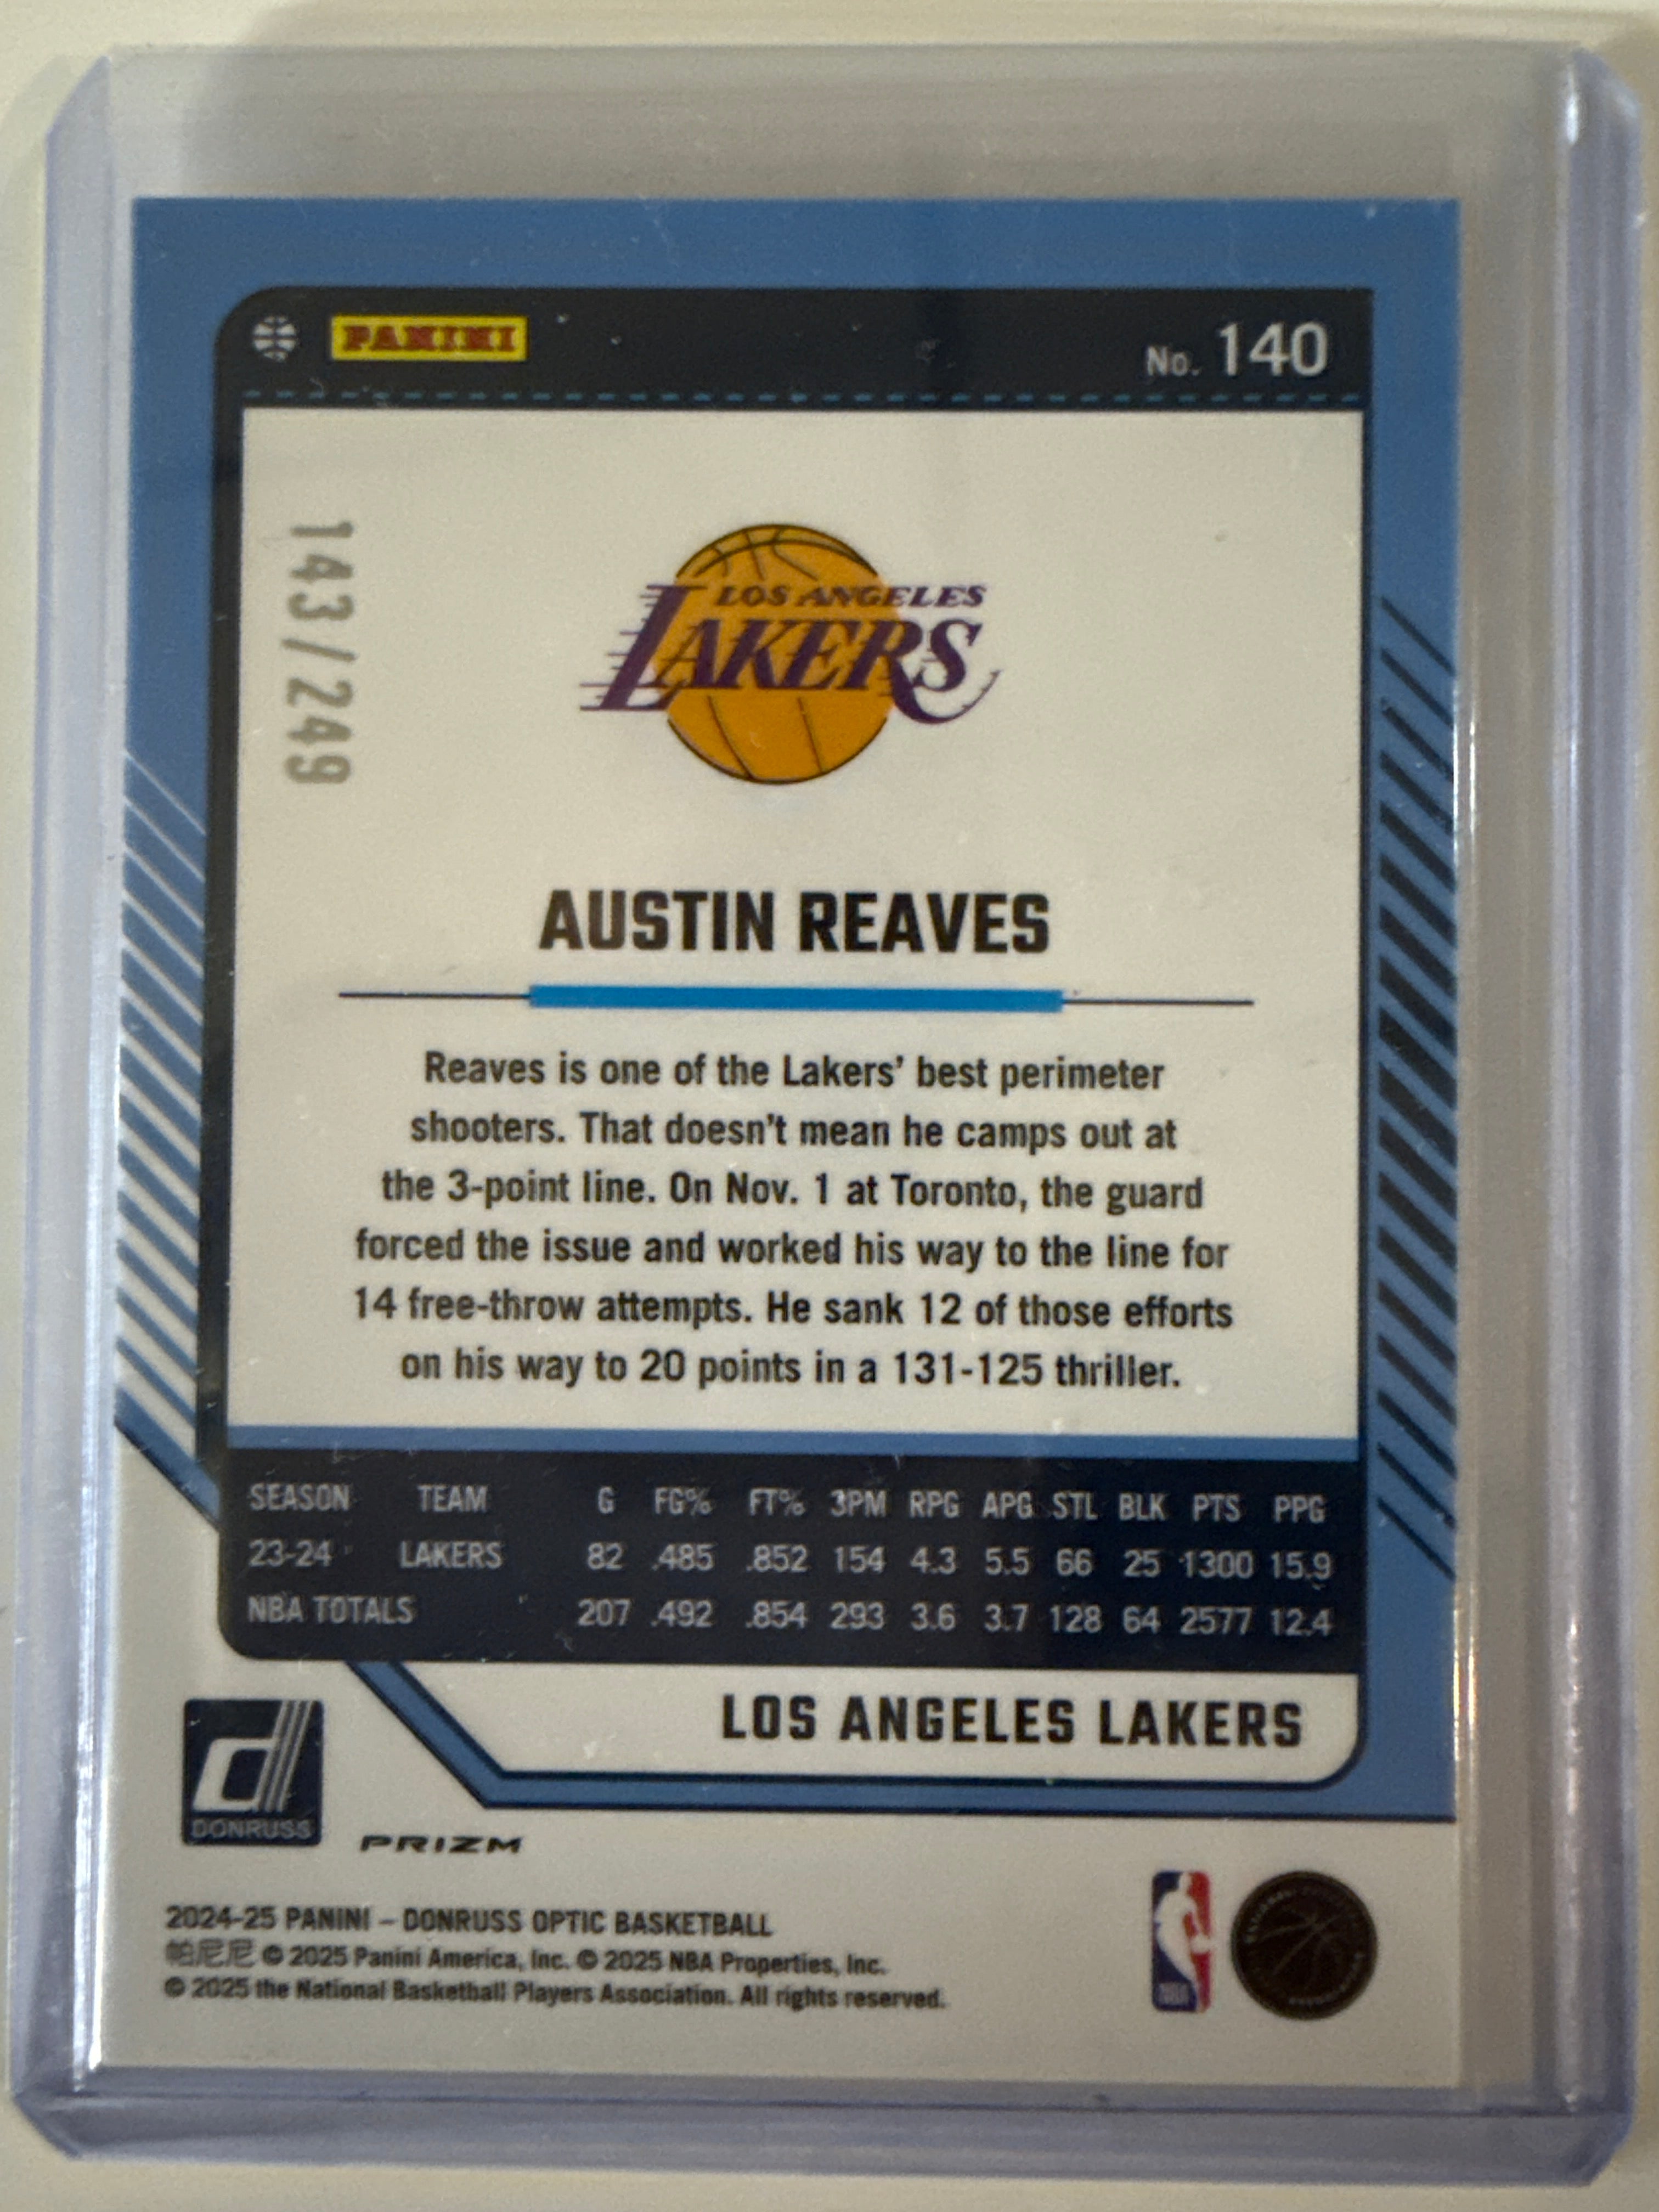 PANINI
No. 140
143/249
LOS ANGELES
LAKERS
AUSTIN REAVES
Reaves is one of the Lakers' best perimeter
shooters. That doesn't mean he camps out at
the 3-point line. On Nov. 1 at Toronto, the guard
forced the issue and worked his way to the line for
14 free-throw attempts. He sank 12 of those efforts
on his way to 20 points in a 131-125 thriller.
SEASON TEAM G FG% FT% 3PM RPG APG STL BLK PTS PPG
23-24 LAKERS 82 .485 .852 154 4.3 5.5 66 25 1300 15.9
NBA TOTALS 207 .492 .854 293 3.6 3.7 128 64 2577 12.4
LOS ANGELES LAKERS
d
DONRUSS
PRIZM
2024-25 PANINI – DONRUSS OPTIC BASKETBALL
帕尼尼 © 2025 Panini America, Inc. © 2025 NBA Properties, Inc.
© 2025 the National Basketball Players Association. All rights reserved.
NBA